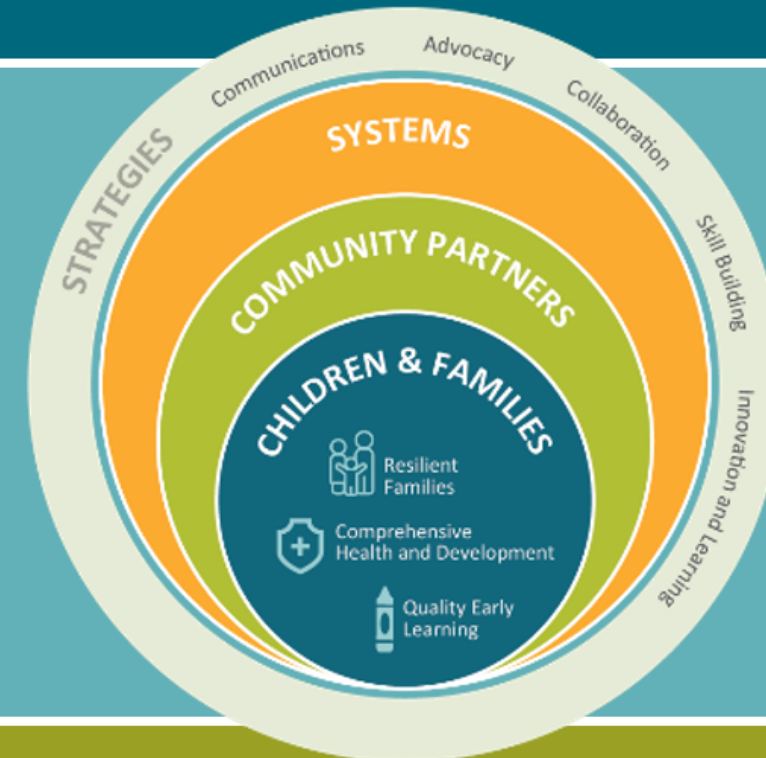 STRATEGIES
Communications
Advocacy
Collaboration
Skill Building
Innovation and Learning
SYSTEMS
COMMUNITY PARTNERS
CHILDREN & FAMILIES
Resilient
Families
Comprehensive
Health and Development
Quality Early
Learning